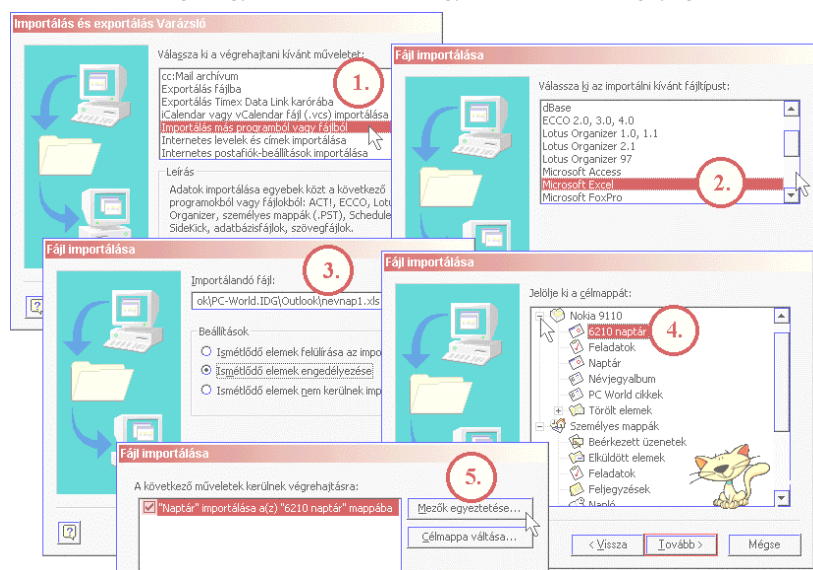 Importálás és exportálás Varázsló
Válassza ki a végrehajtani kívánt műveletet:
cc:Mail archívum
Exportálás fájlba
Exportálás Timex Data Link karórába
iCalendar vagy vCalendar fájl (.vcs) importálása
Importálás más programból vagy fájlból
Internetes levelek és címek importálása
Internetes postafiók-beállítások importálása
1.
Leírás
Adatok importálása egyebek közt a következő
programokból vagy fájlokból: ACT!, ECCO, Lotu
Organizer, személyes mappák (.PST), Schedule
SideKick, adatbázisfájlok, szövegfájlok.
Fájl importálása
Válassza ki az importálni kívánt fájltípust:
dBase
ECCO 2.0, 3.0, 4.0
Lotus Organizer 1.0, 1.1
Lotus Organizer 2.1
Lotus Organizer 97
Microsoft Access
Microsoft Excel
Microsoft FoxPro
2.
Fájl importálása
3.
Importálandó fájl:
ok\PC-World.IDG\Outlook\nevnap1.xls
Beállítások
Ismétlődő elemek felülírása az impo
Ismétlődő elemek engedélyezése
Ismétlődő elemek nem kerülnek imp
Fájl importálása
Jelölje ki a célmappát:
Nokia 9110
6210 naptár
4.
Feladatok
Naptár
Névjegyalbum
PC World cikkek
Törölt elemek
Személyes mappák
Beérkezett üzenetek
Elküldött elemek
Feladatok
Feljegyzések
Napló
< Vissza
Tovább >
Mégse
Fájl importálása
5.
A következő műveletek kerülnek végrehajtásra:
"Naptár" importálása a(z) "6210 naptár" mappába
Mezők egyeztetése...
Célmappa váltása...